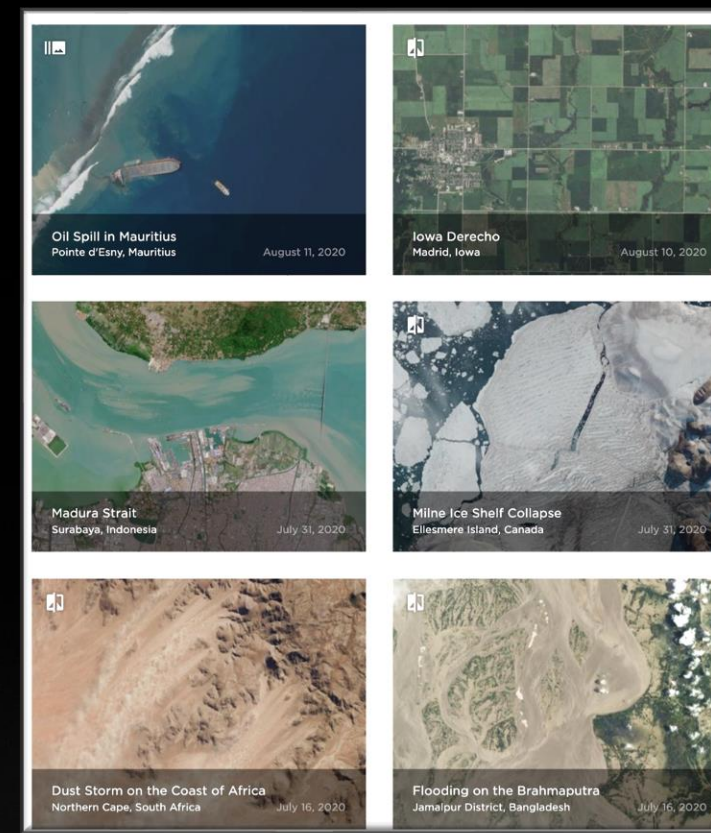 Oil Spill in Mauritius
Pointe d'Esny, Mauritius August 11, 2020
Iowa Derecho
Madrid, Iowa August 10, 2020
Madura Strait
Surabaya, Indonesia July 31, 2020
Milne Ice Shelf Collapse
Ellesmere Island, Canada July 31, 2020
Dust Storm on the Coast of Africa
Northern Cape, South Africa July 16, 2020
Flooding on the Brahmaputra
Jamalpur District, Bangladesh July 16, 2020